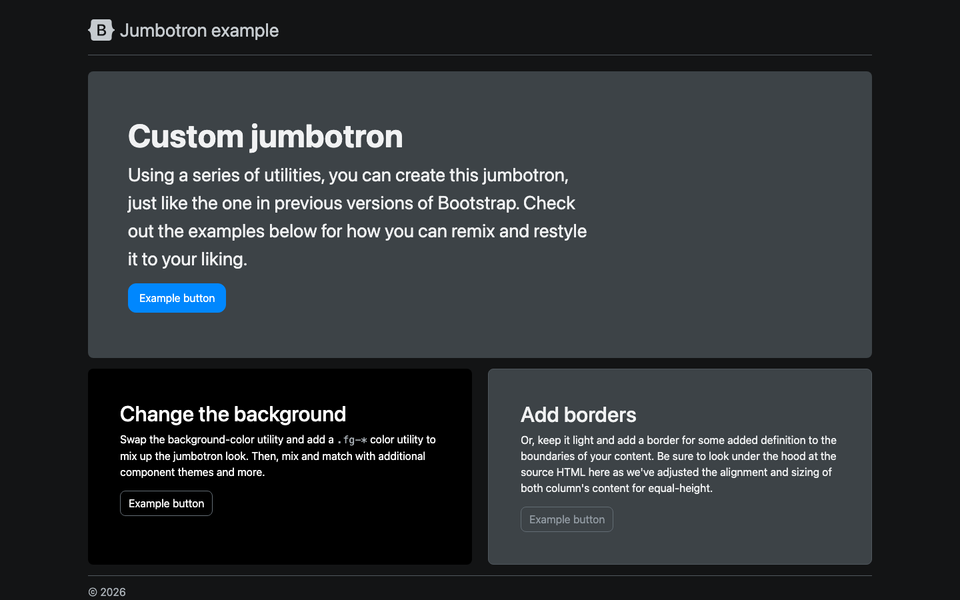 B Jumbotron example
Custom jumbotron
Using a series of utilities, you can create this jumbotron,
just like the one in previous versions of Bootstrap. Check
out the examples below for how you can remix and restyle
it to your liking.
Example button
Change the background
Swap the background-color utility and add a .fg-* color utility to
mix up the jumbotron look. Then, mix and match with additional
component themes and more.
Example button
Add borders
Or, keep it light and add a border for some added definition to the
boundaries of your content. Be sure to look under the hood at the
source HTML here as we've adjusted the alignment and sizing of
both column's content for equal-height.
Example button
© 2026